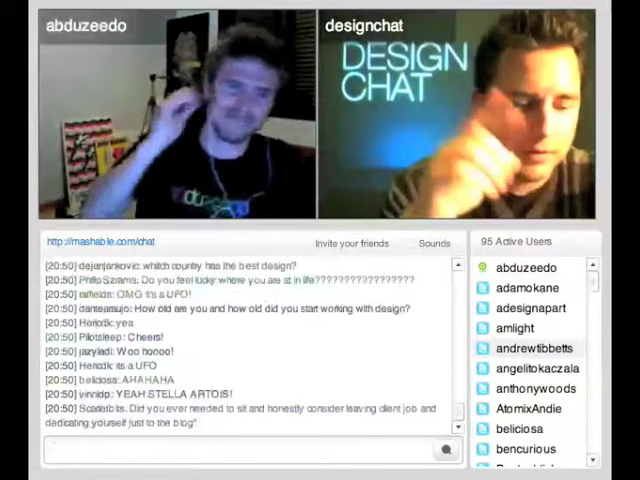 abduzeedo
designchat
DESIGN
CHAT
http://mashable.com/chat
Invite your friends
Sounds
95 Active Users
[20:50] dejanjankovic: which country has the best design?
[20:50] Do you feel lucky where you are at in life????????????????
[20:50] OMG it's a UFO!
[20:50] dantearaujo: How old are you and how old did you start working with design?
[20:50] yea
[20:50] Pilotsleep: Cheers!
[20:50] jazyladi: Woo hoooo!
[20:50] its a UFO
[20:50] beliciosa: AHAHAHA
[20:50] YEAH STELLA ARTOIS!
[20:50] Did you ever needed to sit and honestly consider leaving client job and
dedicating yourself just to the blog"
abduzeedo
adamokane
adesignapart
amlight
andrewtibbetts
angelitokaczala
anthonywoods
AtomixAndie
beliciosa
bencurious